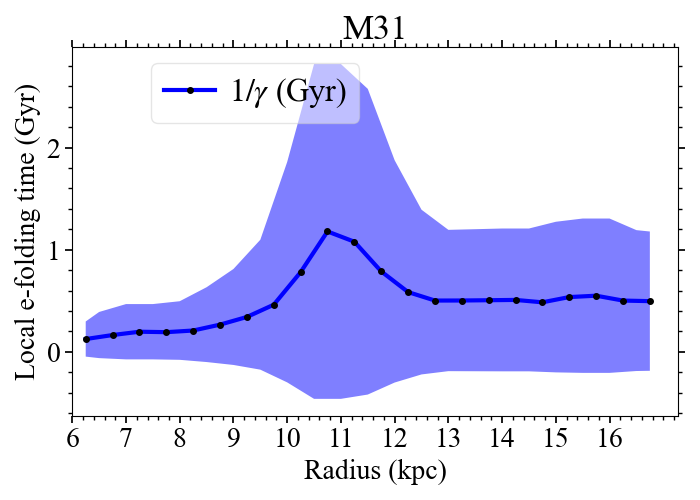 M31
1/γ (Gyr)
Local e-folding time (Gyr)
2
1
0
6 7 8 9 10 11 12 13 14 15 16
Radius (kpc)